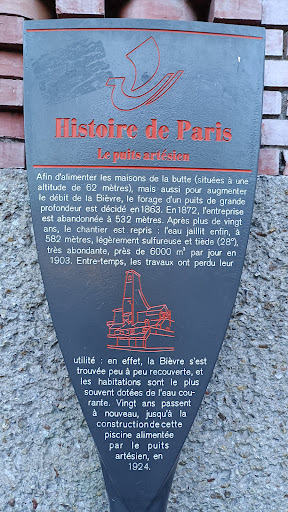 Histoire de Paris
Le puits artésien
Afin d'alimenter les maisons de la butte (situées à une
altitude de 62 mètres), mais aussi pour augmenter
le débit de la Bièvre, le forage d'un puits de grande
profondeur est décidé en 1863. En 1872, l'entreprise
est abandonnée à 532 mètres. Après plus de vingt
ans, le chantier est repris : l'eau jaillit enfin, à
582 mètres, légèrement sulfureuse et tiède (28°),
très abondante, près de 6000 m³ par jour en
1903. Entre-temps, les travaux ont perdu leur
utilité : en effet, la Bièvre s'est
trouvée peu à peu recouverte, et
les habitations sont le plus
souvent dotées de l'eau cou-
rante. Vingt ans passent
à nouveau, jusqu'à la
construction de cette
piscine alimentée
par le puits
artésien, en
1924.